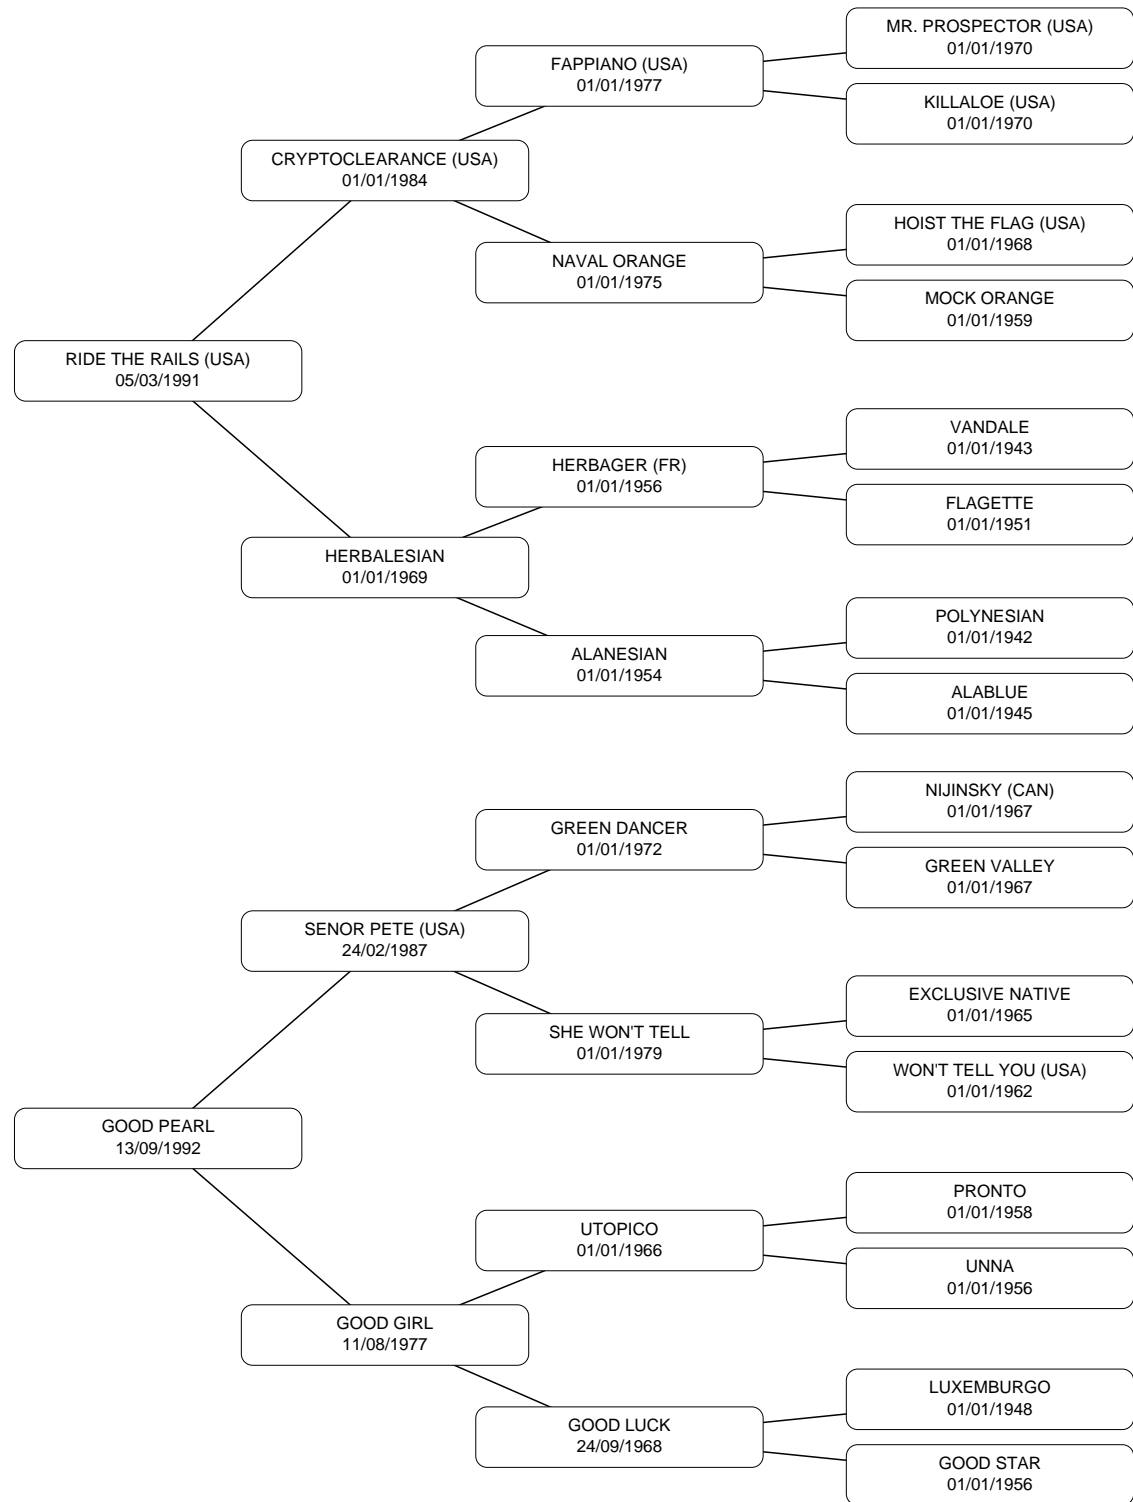 MR. PROSPECTOR (USA)
01/01/1970
FAPPIANO (USA)
01/01/1977
KILLALOE (USA)
01/01/1970
CRYPTOCLEARANCE (USA)
01/01/1984
HOIST THE FLAG (USA)
01/01/1968
NAVAL ORANGE
01/01/1975
MOCK ORANGE
01/01/1959
RIDE THE RAILS (USA)
05/03/1991
VANDALE
01/01/1943
HERBAGER (FR)
01/01/1956
FLAGETTE
01/01/1951
HERBALESIAN
01/01/1969
POLYNESIAN
01/01/1942
ALANESIAN
01/01/1954
ALABLUE
01/01/1945
NIJINSKY (CAN)
01/01/1967
GREEN DANCER
01/01/1972
GREEN VALLEY
01/01/1967
SENOR PETE (USA)
24/02/1987
EXCLUSIVE NATIVE
01/01/1965
SHE WON'T TELL
01/01/1979
WON'T TELL YOU (USA)
01/01/1962
GOOD PEARL
13/09/1992
PRONTO
01/01/1958
UTOPICO
01/01/1966
UNNA
01/01/1956
GOOD GIRL
11/08/1977
LUXEMBURGO
01/01/1948
GOOD LUCK
24/09/1968
GOOD STAR
01/01/1956